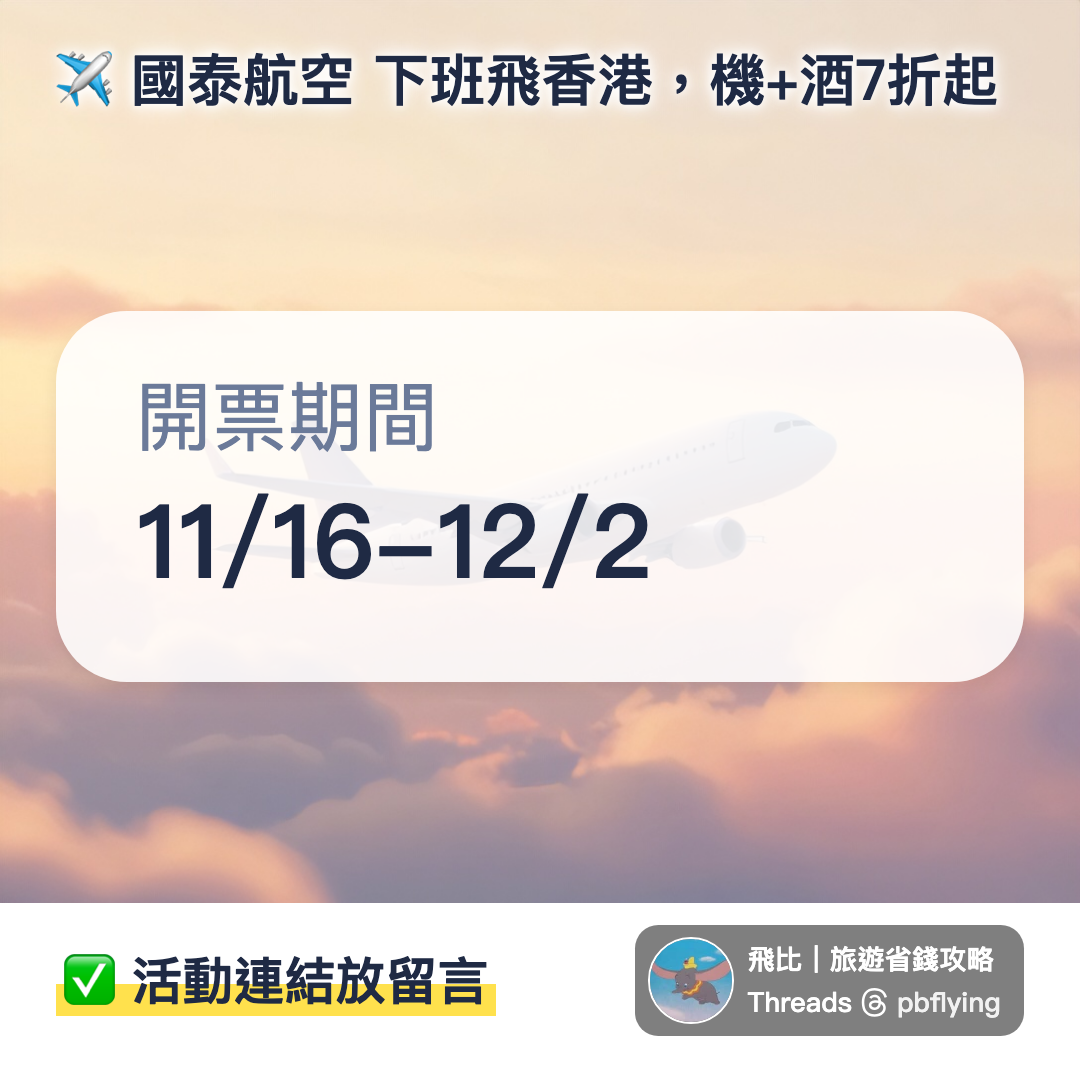 ✈️ 國泰航空 下班飛香港，機+酒7折起
開票期間
11/16–12/2
✅ 活動連結放留言
飛比｜旅遊省錢攻略
Threads @ pbflying